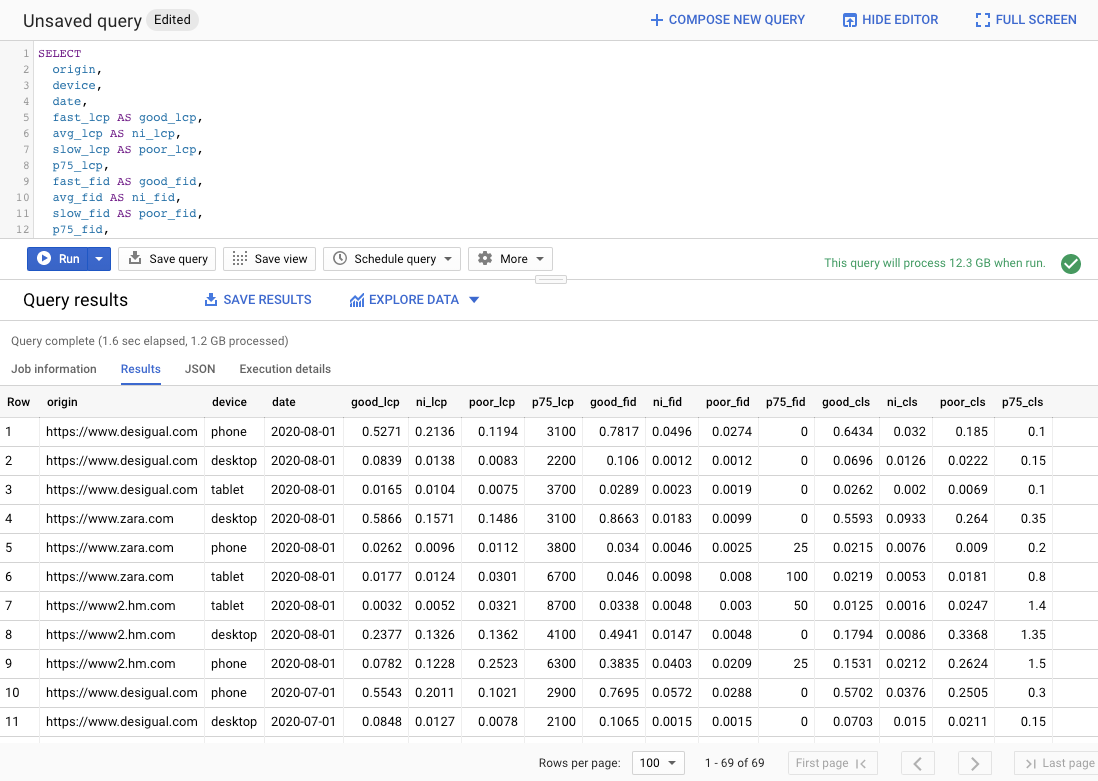 Unsaved query Edited
COMPOSE NEW QUERY HIDE EDITOR FULL SCREEN
1 SELECT
2 origin,
3 device,
4 date,
5 fast_lcp AS good_lcp,
6 avg_lcp AS ni_lcp,
7 slow_lcp AS poor_lcp,
8 p75_lcp,
9 fast_fid AS good_fid,
10 avg_fid AS ni_fid,
11 slow_fid AS poor_fid,
12 p75_fid,
Run Save query Save view Schedule query More This query will process 12.3 GB when run.
Query results SAVE RESULTS EXPLORE DATA
Query complete (1.6 sec elapsed, 1.2 GB processed)
Job information Results JSON Execution details
Row origin device date good_lcp ni_lcp poor_lcp p75_lcp good_fid ni_fid poor_fid p75_fid good_cls ni_cls poor_cls p75_cls
1 https://www.desigual.com phone 2020-08-01 0.5271 0.2136 0.1194 3100 0.7817 0.0496 0.0274 0 0.6434 0.032 0.185 0.1
2 https://www.desigual.com desktop 2020-08-01 0.0839 0.0138 0.0083 2200 0.106 0.0012 0.0012 0 0.0696 0.0126 0.0222 0.15
3 https://www.desigual.com tablet 2020-08-01 0.0165 0.0104 0.0075 3700 0.0289 0.0023 0.0019 0 0.0262 0.002 0.0069 0.1
4 https://www.zara.com desktop 2020-08-01 0.5866 0.1571 0.1486 3100 0.8663 0.0183 0.0099 0 0.5593 0.0933 0.264 0.35
5 https://www.zara.com phone 2020-08-01 0.0262 0.0096 0.0112 3800 0.034 0.0046 0.0025 25 0.0215 0.0076 0.009 0.2
6 https://www.zara.com tablet 2020-08-01 0.0177 0.0124 0.0301 6700 0.046 0.0098 0.008 100 0.0219 0.0053 0.0181 0.8
7 https://www2.hm.com tablet 2020-08-01 0.0032 0.0052 0.0321 8700 0.0338 0.0048 0.003 50 0.0125 0.0016 0.0247 1.4
8 https://www2.hm.com desktop 2020-08-01 0.2377 0.1326 0.1362 4100 0.4941 0.0147 0.0048 0 0.1794 0.0086 0.3368 1.35
9 https://www2.hm.com phone 2020-08-01 0.0782 0.1228 0.2523 6300 0.3835 0.0403 0.0209 25 0.1531 0.0212 0.2624 1.5
10 https://www.desigual.com phone 2020-07-01 0.5543 0.2011 0.1021 2900 0.7695 0.0572 0.0288 0 0.5702 0.0376 0.2505 0.3
11 https://www.desigual.com desktop 2020-07-01 0.0848 0.0127 0.0078 2100 0.1065 0.0015 0.0015 0 0.0703 0.015 0.0211 0.15
Rows per page: 100 1 - 69 of 69 First page Last page